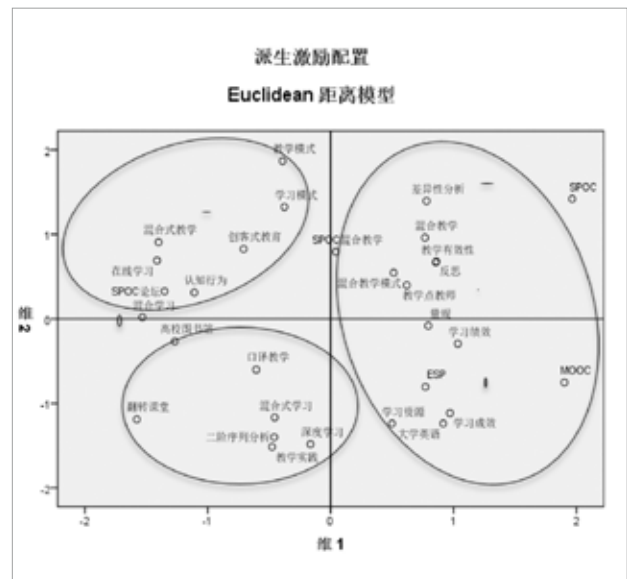 派生激励配置
Euclidean 距离模型
2
1
0
-1
-2
维 2
教学模式
学习模式
混合式教学
创客式教育
在线学习
SPOC论坛
认知行为
混合学习
高校图书馆
口译教学
翻转课堂
混合式学习
二阶序列分析
深度学习
教学实践
差异性分析
SPOC
混合教学
SPOC混合教学
教学有效性
反思
混合教学模式
教学点教师
学习绩效
ESP
MOOC
学习资源
学习成效
大学英语
-2
-1
0
1
2
维 1